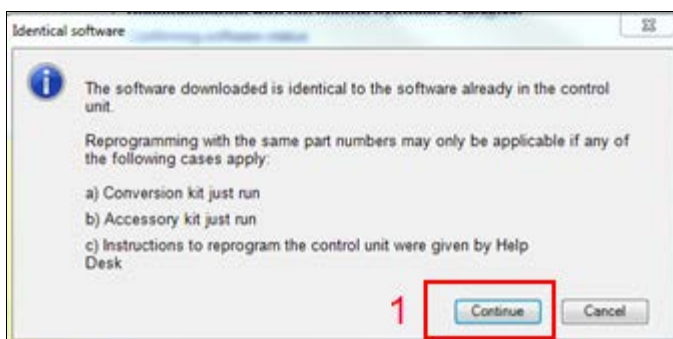 Identical software
The software downloaded is identical to the software already in the control
unit.
Reprogramming with the same part numbers may only be applicable if any of
the following cases apply:
a) Conversion kit just run
b) Accessory kit just run
c) Instructions to reprogram the control unit were given by Help
Desk
1
Continue
Cancel